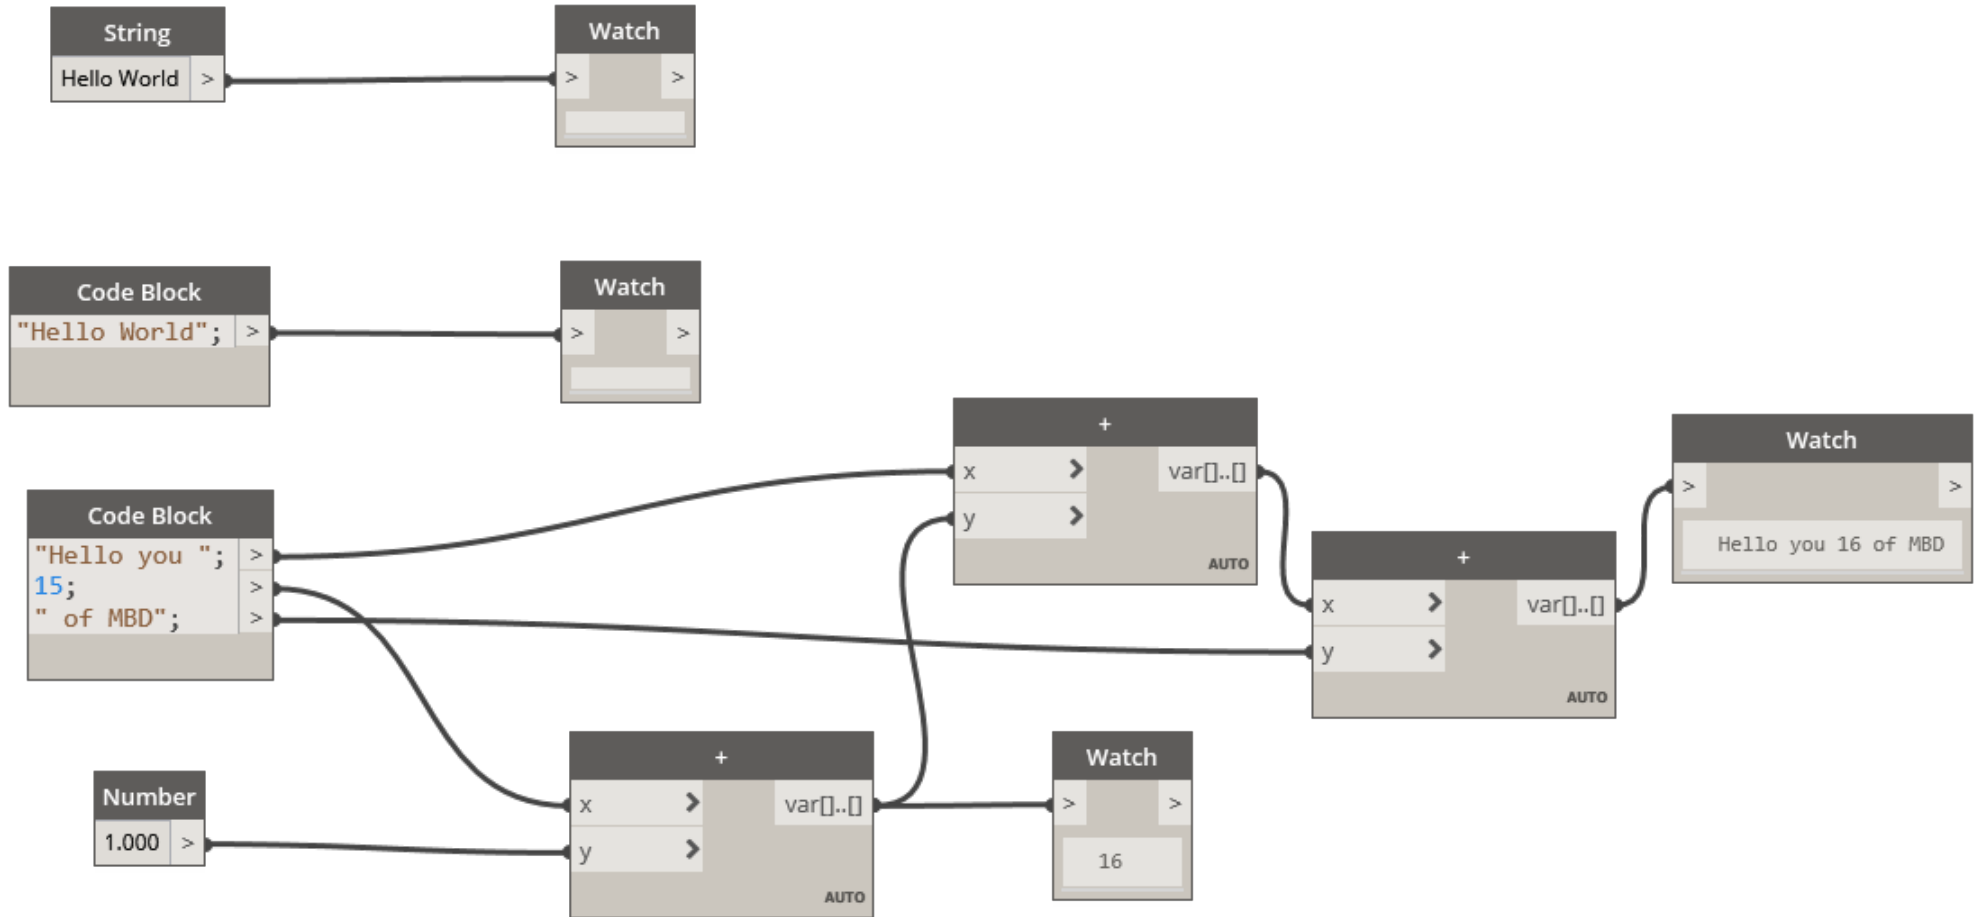 String
Hello World >
Watch
> >
Code Block
"Hello World"; >
Watch
> >
Code Block
"Hello you "; >
15; >
" of MBD"; >
Number
1.000 >
+
x > var[]..[]
y >
AUTO
Watch
> >
16
+
x > var[]..[]
y >
AUTO
+
x > var[]..[]
y >
AUTO
Watch
> >
Hello you 16 of MBD